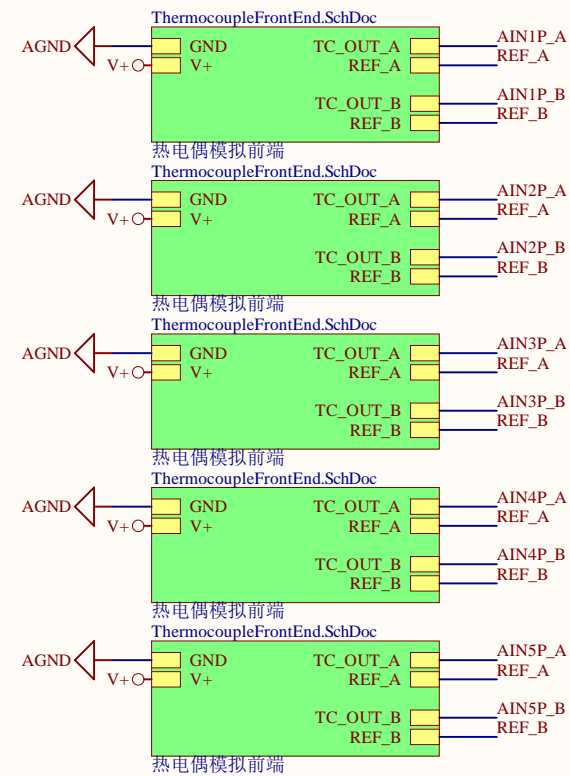 ThermocoupleFrontEnd.SchDoc
AGND GND TC_OUT_A AIN1P_A
V+ V+ REF_A REF_A
TC_OUT_B AIN1P_B
REF_B REF_B
热电偶模拟前端
ThermocoupleFrontEnd.SchDoc
AGND GND TC_OUT_A AIN2P_A
V+ V+ REF_A REF_A
TC_OUT_B AIN2P_B
REF_B REF_B
热电偶模拟前端
ThermocoupleFrontEnd.SchDoc
AGND GND TC_OUT_A AIN3P_A
V+ V+ REF_A REF_A
TC_OUT_B AIN3P_B
REF_B REF_B
热电偶模拟前端
ThermocoupleFrontEnd.SchDoc
AGND GND TC_OUT_A AIN4P_A
V+ V+ REF_A REF_A
TC_OUT_B AIN4P_B
REF_B REF_B
热电偶模拟前端
ThermocoupleFrontEnd.SchDoc
AGND GND TC_OUT_A AIN5P_A
V+ V+ REF_A REF_A
TC_OUT_B AIN5P_B
REF_B REF_B
热电偶模拟前端